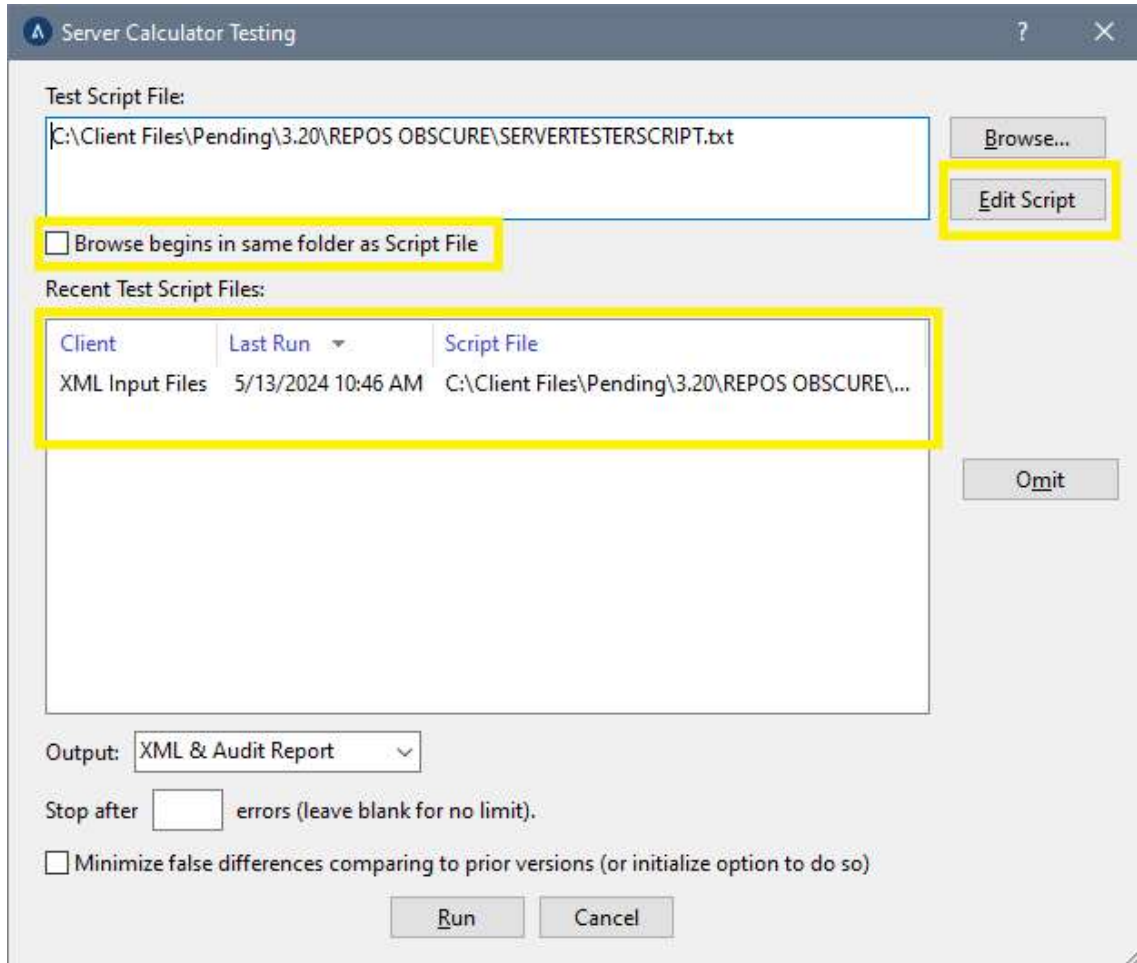 Server Calculator Testing ?
Test Script File:
C:\Client Files\Pending\3.20\REPOS OBSCURE\SERVERTESTERSCRIPT.txt
Browse...
Edit Script
Browse begins in same folder as Script File
Recent Test Script Files:
Client Last Run Script File
XML Input Files 5/13/2024 10:46 AM C:\Client Files\Pending\3.20\REPOS OBSCURE\...
Omit
Output: XML & Audit Report
Stop after errors (leave blank for no limit).
Minimize false differences comparing to prior versions (or initialize option to do so)
Run Cancel